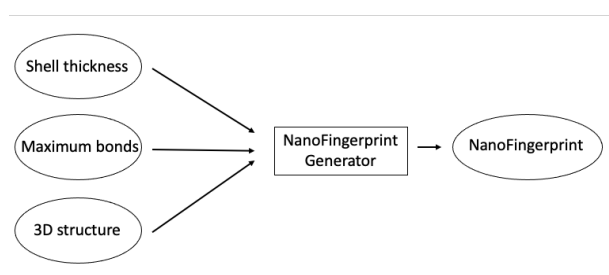 Shell thickness
Maximum bonds
3D structure
NanoFingerprint
Generator
NanoFingerprint